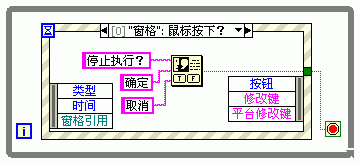 [0] "窗格": 鼠标按下?
停止执行?
确定
取消
T F
类型
时间
窗格引用
按钮
修改键
平台修改键
i